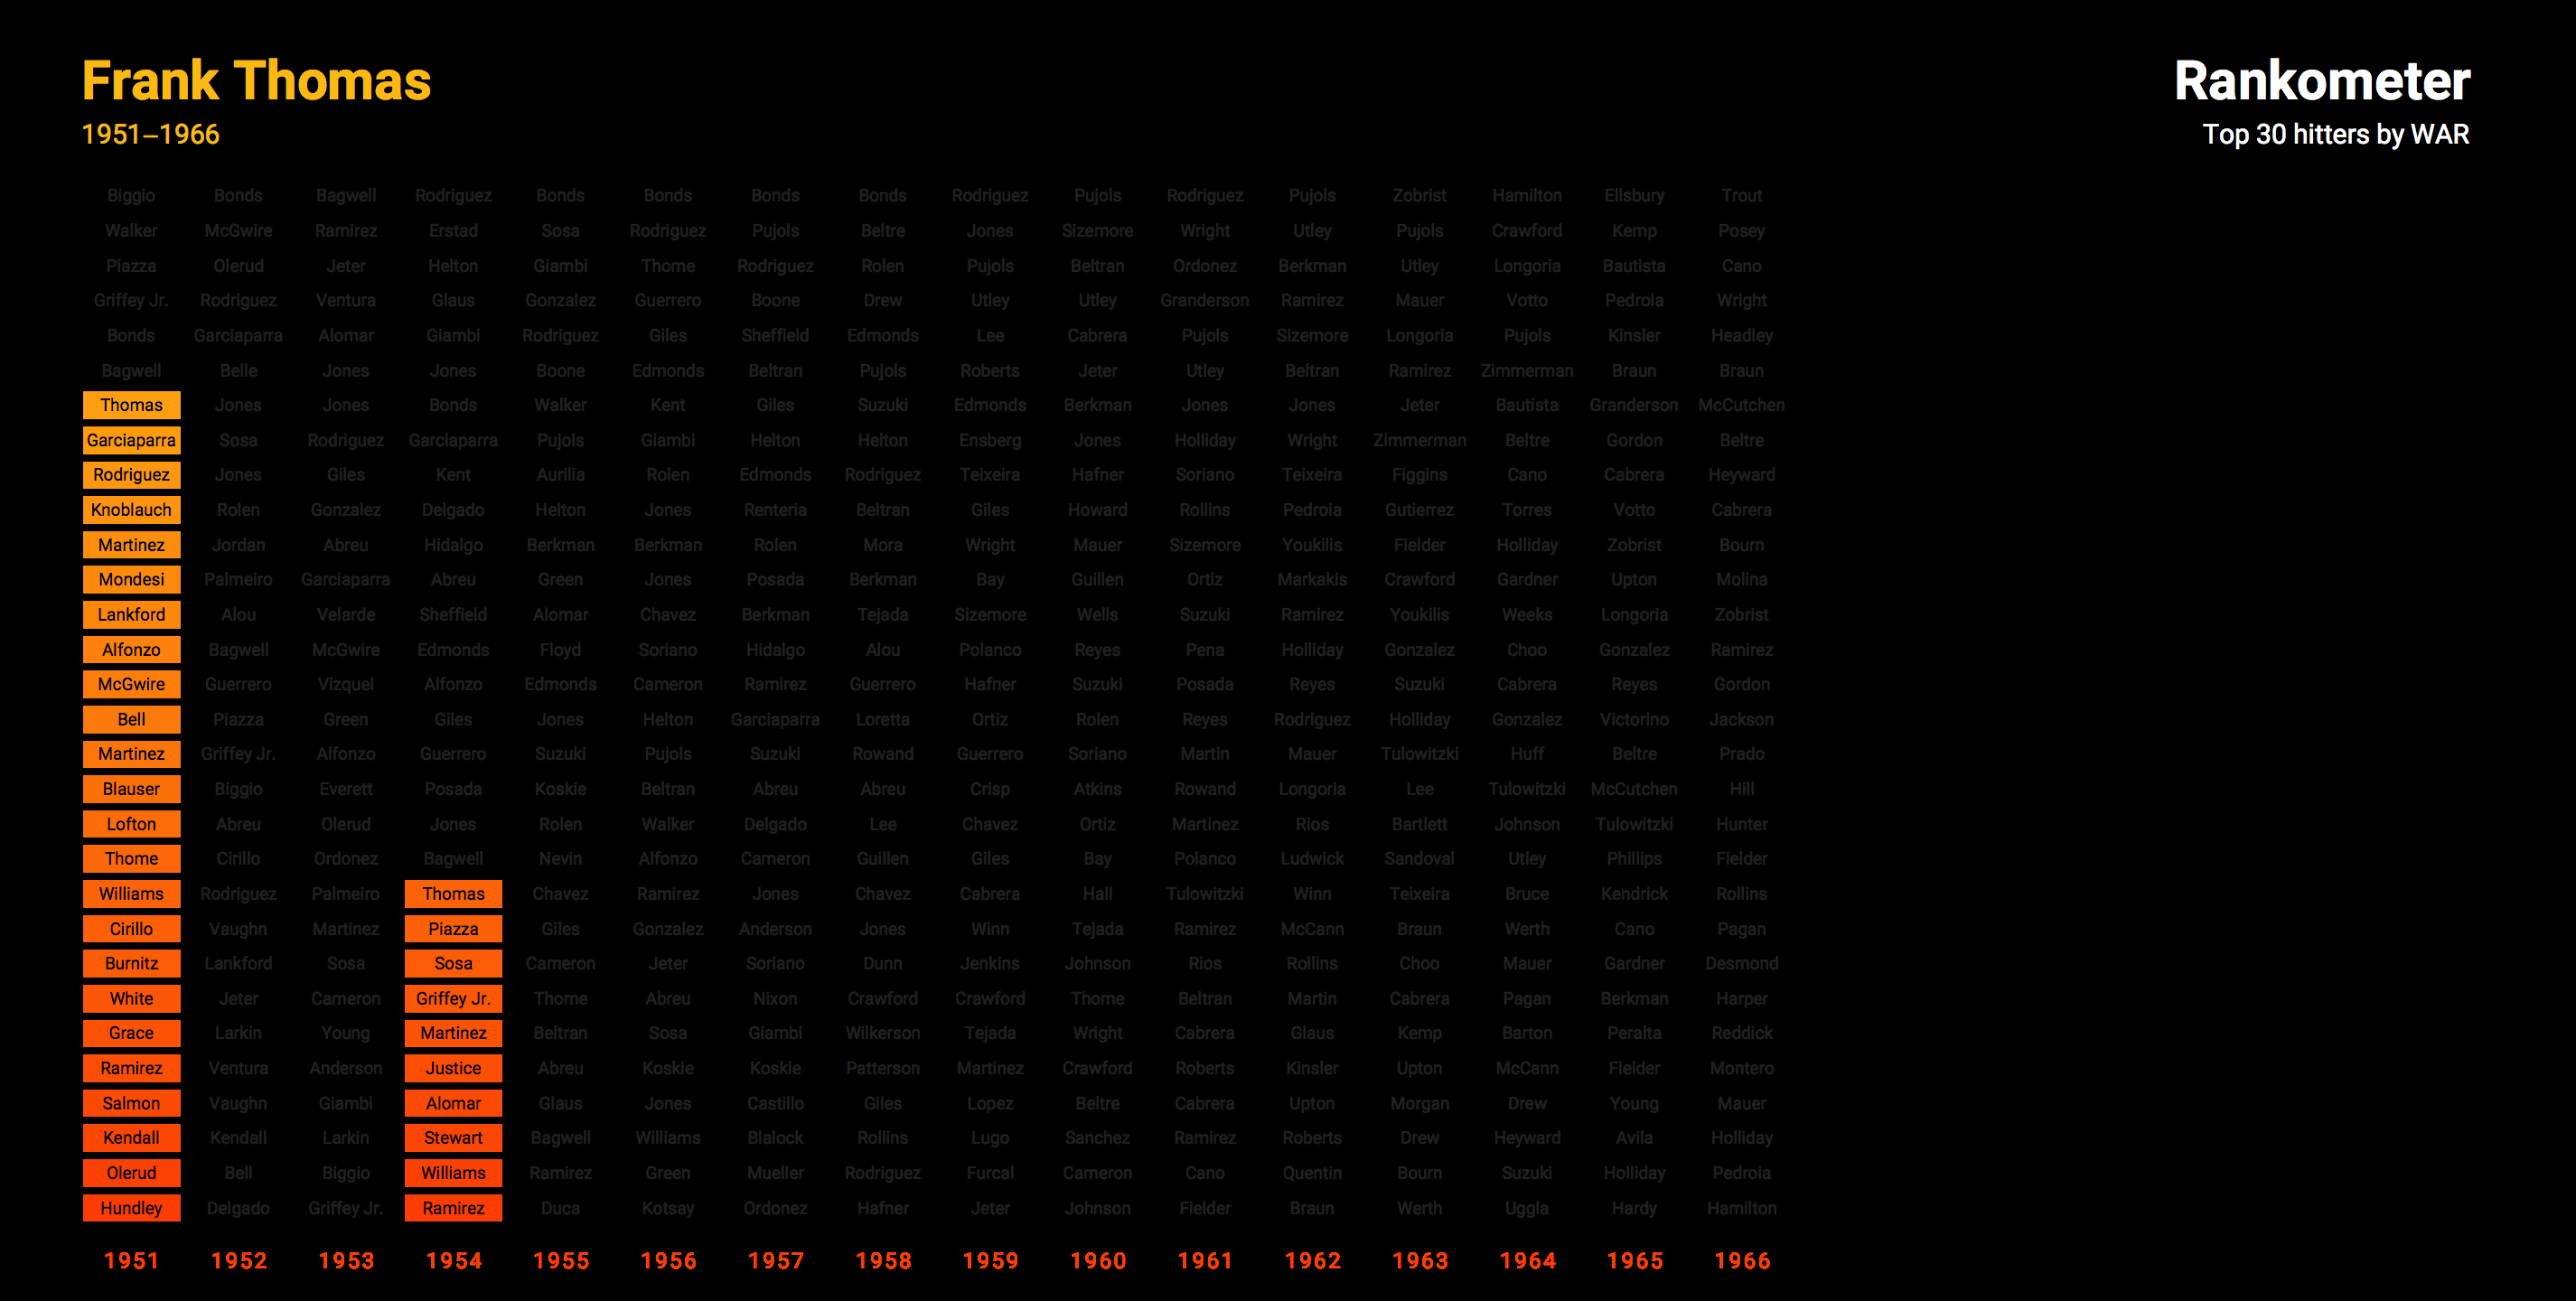 Frank Thomas
1951–1966
Rankometer
Top 30 hitters by WAR
Biggio Bonds Bagwell Rodriguez Bonds Bonds Bonds Bonds Rodriguez Pujols Rodriguez Pujols Zobrist Hamilton Ellsbury Trout
Walker McGwire Ramirez Erstad Sosa Rodriguez Pujols Beltre Jones Sizemore Wright Utley Pujols Crawford Kemp Posey
Piazza Olerud Jeter Helton Giambi Thome Rodriguez Rolen Pujols Beltran Ordonez Berkman Utley Longoria Bautista Cano
Griffey Jr. Rodriguez Ventura Glaus Gonzalez Guerrero Boone Drew Utley Utley Granderson Ramirez Mauer Votto Pedroia Wright
Bonds Garciaparra Alomar Giambi Rodriguez Giles Sheffield Edmonds Lee Cabrera Pujols Sizemore Longoria Pujols Kinsler Headley
Bagwell Belle Jones Jones Boone Edmonds Beltran Pujols Roberts Jeter Utley Beltran Ramirez Zimmerman Braun Braun
Thomas Jones Jones Bonds Walker Kent Giles Suzuki Edmonds Berkman Jones Jones Jeter Bautista Granderson McCutchen
Garciaparra Sosa Rodriguez Garciaparra Pujols Giambi Helton Helton Ensberg Jones Holliday Wright Zimmerman Beltre Gordon Beltre
Rodriguez Jones Giles Kent Aurilia Rolen Edmonds Rodriguez Teixeira Hafner Soriano Teixeira Figgins Cano Cabrera Heyward
Knoblauch Rolen Gonzalez Delgado Helton Jones Renteria Beltran Giles Howard Rollins Pedroia Gutierrez Torres Votto Cabrera
Martinez Jordan Abreu Hidalgo Berkman Berkman Rolen Mora Wright Mauer Sizemore Youkilis Fielder Holliday Zobrist Bourn
Mondesi Palmeiro Garciaparra Abreu Green Jones Posada Berkman Bay Guillen Ortiz Markakis Crawford Gardner Upton Molina
Lankford Alou Velarde Sheffield Alomar Chavez Berkman Tejada Sizemore Wells Suzuki Ramirez Youkilis Weeks Longoria Zobrist
Alfonzo Bagwell McGwire Edmonds Floyd Soriano Hidalgo Alou Polanco Reyes Pena Holliday Gonzalez Choo Gonzalez Ramirez
McGwire Guerrero Vizquel Alfonzo Edmonds Cameron Ramirez Guerrero Hafner Suzuki Posada Reyes Suzuki Cabrera Reyes Gordon
Bell Piazza Green Giles Jones Helton Garciaparra Loretta Ortiz Rolen Reyes Rodriguez Holliday Gonzalez Victorino Jackson
Martinez Griffey Jr. Alfonzo Guerrero Suzuki Pujols Suzuki Rowand Guerrero Soriano Martin Mauer Tulowitzki Huff Beltre Prado
Blauser Biggio Everett Posada Koskie Beltran Abreu Abreu Crisp Atkins Rowand Longoria Lee Tulowitzki McCutchen Hill
Lofton Abreu Olerud Jones Rolen Walker Delgado Lee Chavez Ortiz Martinez Rios Bartlett Johnson Tulowitzki Hunter
Thome Cirillo Ordonez Bagwell Nevin Alfonzo Cameron Guillen Giles Bay Polanco Ludwick Sandoval Utley Phillips Fielder
Williams Rodriguez Palmeiro Thomas Chavez Ramirez Jones Chavez Cabrera Hall Tulowitzki Winn Teixeira Bruce Kendrick Rollins
Cirillo Vaughn Martinez Piazza Giles Gonzalez Anderson Jones Winn Tejada Ramirez McCann Braun Werth Cano Pagan
Burnitz Lankford Sosa Sosa Cameron Jeter Soriano Dunn Jenkins Johnson Rios Rollins Choo Mauer Gardner Desmond
White Jeter Cameron Griffey Jr. Thome Abreu Nixon Crawford Crawford Thome Beltran Martin Cabrera Pagan Berkman Harper
Grace Larkin Young Martinez Beltran Sosa Giambi Wilkerson Tejada Wright Cabrera Glaus Kemp Barton Peralta Reddick
Ramirez Ventura Anderson Justice Abreu Koskie Koskie Patterson Martinez Crawford Roberts Kinsler Upton McCann Fielder Montero
Salmon Vaughn Giambi Alomar Glaus Jones Castillo Giles Lopez Beltre Cabrera Upton Morgan Drew Young Mauer
Kendall Kendall Larkin Stewart Bagwell Williams Blalock Rollins Lugo Sanchez Ramirez Roberts Drew Heyward Avila Holliday
Olerud Bell Biggio Williams Ramirez Green Mueller Rodriguez Furcal Cameron Cano Quentin Bourn Suzuki Holliday Pedroia
Hundley Delgado Griffey Jr. Ramirez Duca Kotsay Ordonez Hafner Jeter Johnson Fielder Braun Werth Uggla Hardy Hamilton
1951 1952 1953 1954 1955 1956 1957 1958 1959 1960 1961 1962 1963 1964 1965 1966